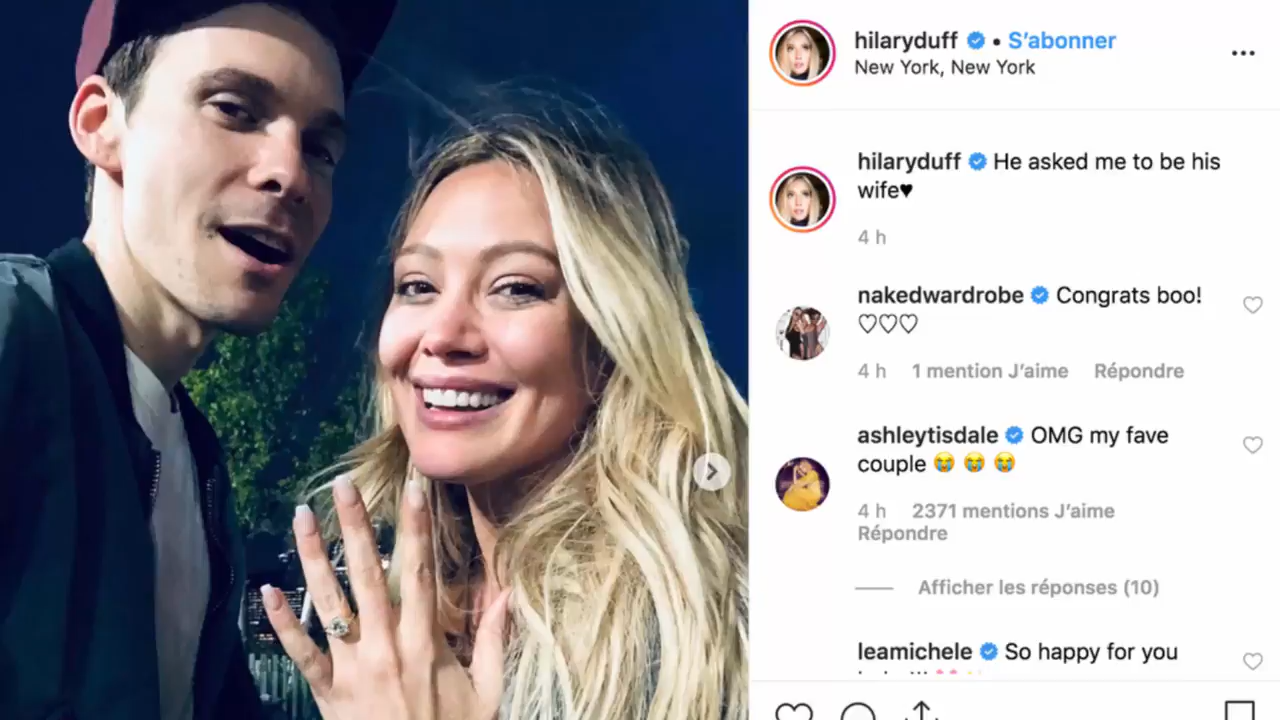 hilaryduff • S'abonner
New York, New York
hilaryduff He asked me to be his
wife♥
4 h
nakedwardrobe Congrats boo!
♡♡♡
4 h 1 mention J'aime Répondre
ashleytisdale OMG my fave
couple 😭 😭 😭
4 h 2371 mentions J'aime
Répondre
Afficher les réponses (10)
leamichele So happy for you